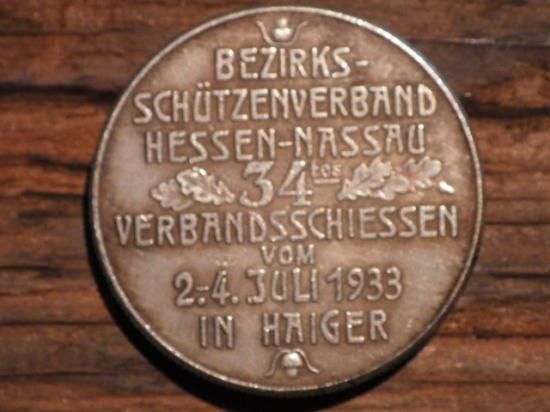 BEZIRKS-
SCHÜTZENVERBAND
HESSEN-NASSAU
34tes
VERBANDSSCHIESSEN
VOM
2.-4. JULI 1933
IN HAIGER